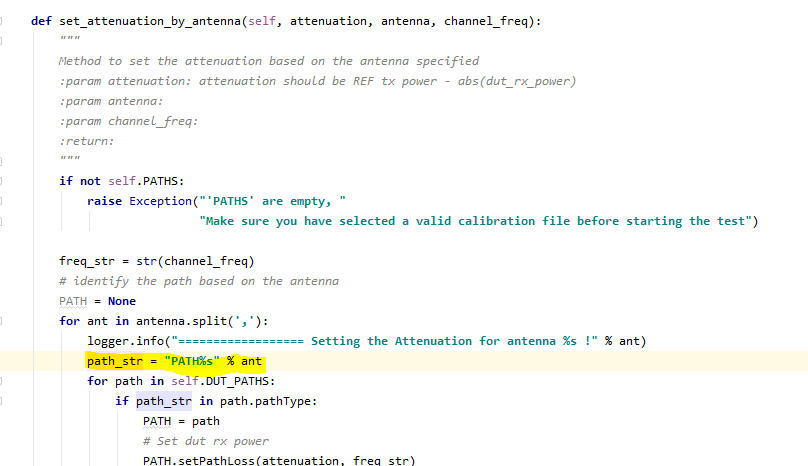 def set_attenuation_by_antenna(self, attenuation, antenna, channel_freq):
"""
Method to set the attenuation based on the antenna specified
:param attenuation: attenuation should be REF tx power - abs(dut_rx_power)
:param antenna:
:param channel_freq:
:return:
"""
if not self.PATHS:
raise Exception("'PATHS' are empty, "
"Make sure you have selected a valid calibration file before starting the test")
freq_str = str(channel_freq)
# identify the path based on the antenna
PATH = None
for ant in antenna.split(','):
logger.info("================== Setting the Attenuation for antenna %s !" % ant)
path_str = "PATH%s" % ant
for path in self.DUT_PATHS:
if path_str in path.pathType:
PATH = path
# Set dut rx power
PATH.setPathLoss(attenuation, freq_str)